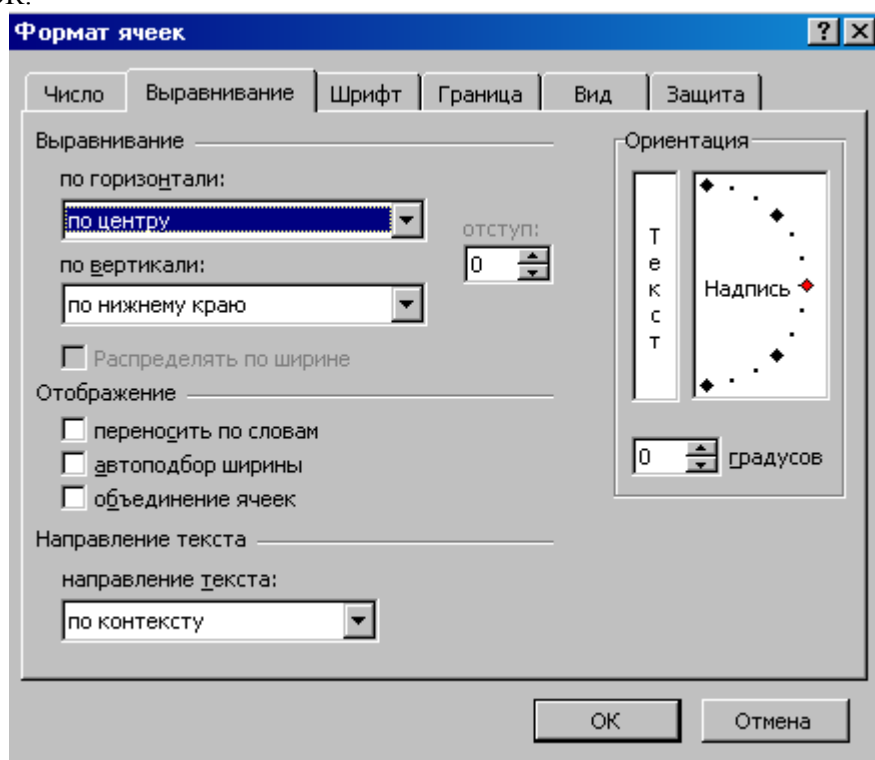 Формат ячеек
Число Выравнивание Шрифт Граница Вид Защита
Выравнивание
по горизонтали:
по центру
отступ:
0
по вертикали:
по нижнему краю
Распределять по ширине
Отображение
переносить по словам
автоподбор ширины
объединение ячеек
Направление текста
направление текста:
по контексту
Ориентация
Текст
Надпись
0 градусов
ОК Отмена